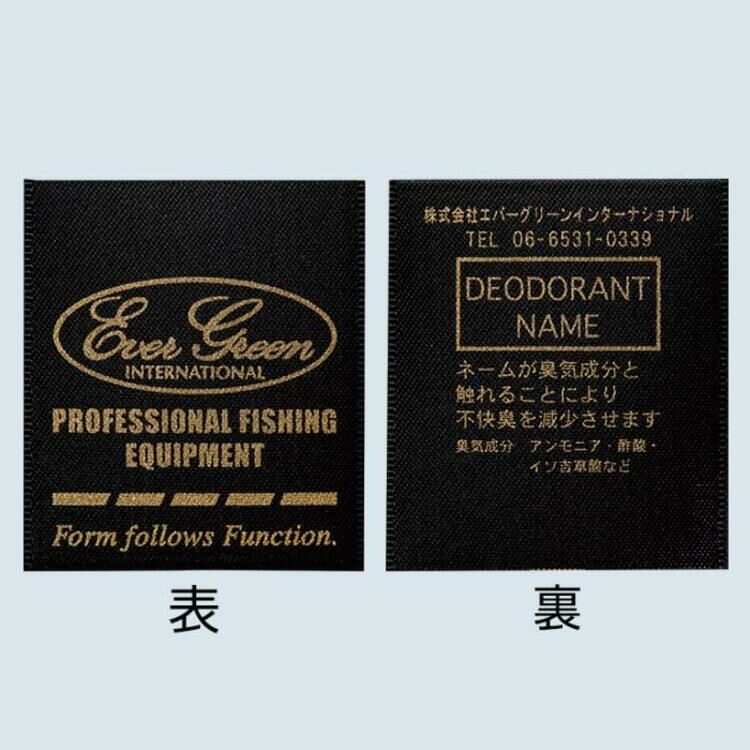 Ever Green
INTERNATIONAL
PROFESSIONAL FISHING
EQUIPMENT
Form follows Function.
表
株式会社エバーグリーンインターナショナル
TEL 06-6531-0339
DEODORANT
NAME
ネームが臭気成分と
触れることにより
不快臭を減少させます
臭気成分 アンモニア・酢酸・
イソ吉草酸など
裏